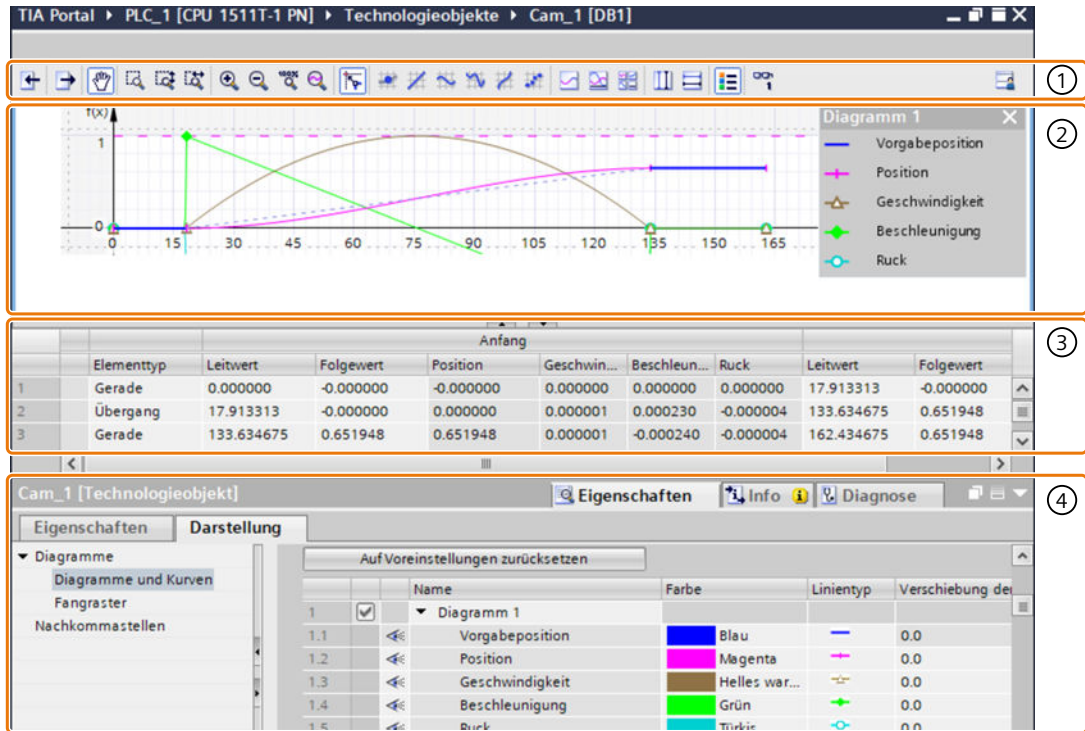 TIA Portal ▸ PLC_1 [CPU 1511T-1 PN] ▸ Technologieobjekte ▸ Cam_1 [DB1]
100%
1
f(x)
Diagramm 1
2
1
Vorgabeposition
Position
Geschwindigkeit
Beschleunigung
Ruck
0
0 15 30 45 60 75 90 105 120 135 150 165
3
Anfang
Elementtyp Leitwert Folgewert Position Geschwin... Beschleun... Ruck Leitwert Folgewert
1 Gerade 0.000000 -0.000000 -0.000000 0.000000 0.000000 0.000000 17.913313 -0.000000
2 Übergang 17.913313 -0.000000 0.000000 0.000001 0.000230 -0.000004 133.634675 0.651948
3 Gerade 133.634675 0.651948 0.651948 0.000001 -0.000240 -0.000004 162.434675 0.651948
Cam_1 [Technologieobjekt] Eigenschaften Info Diagnose
4
Eigenschaften Darstellung
Diagramme
Diagramme und Kurven
Fangraster
Nachkommastellen
Auf Voreinstellungen zurücksetzen
Name Farbe Linientyp Verschiebung der
1 Diagramm 1
1.1 Vorgabeposition Blau 0.0
1.2 Position Magenta 0.0
1.3 Geschwindigkeit Helles war... 0.0
1.4 Beschleunigung Grün 0.0
1.5 Ruck Türkis 0.0